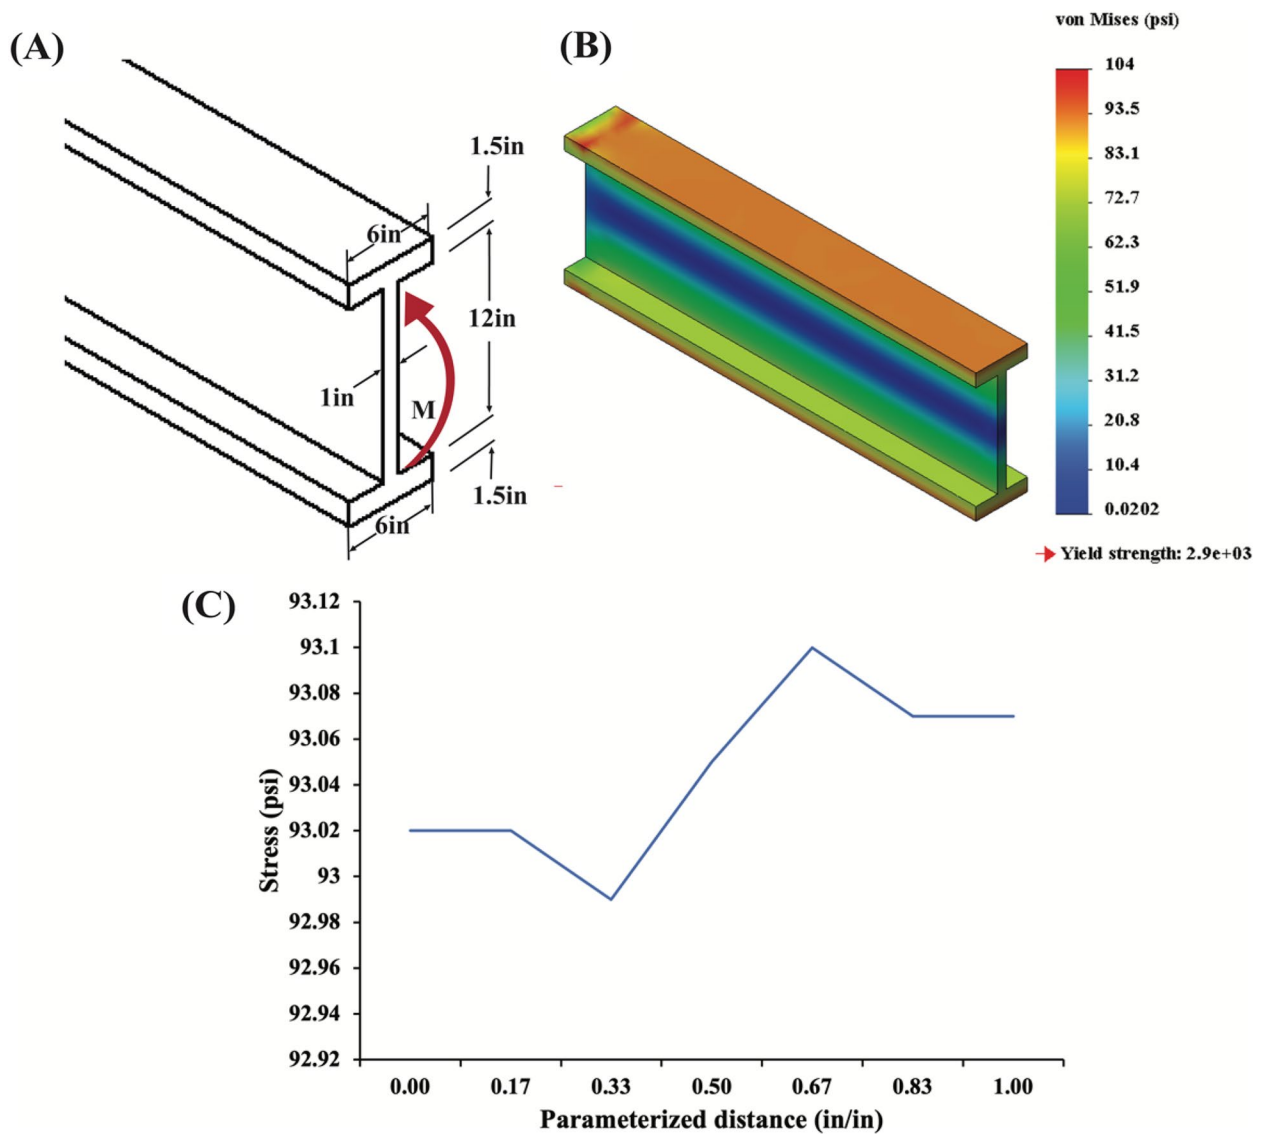 (A)
1.5in
6in
12in
1in
M
1.5in
6in
(B)
von Mises (psi)
104
93.5
83.1
72.7
62.3
51.9
41.5
31.2
20.8
10.4
0.0202
Yield strength: 2.9e+03
(C)
93.12
93.1
93.08
93.06
93.04
93.02
93
92.98
92.96
92.94
92.92
Stress (psi)
0.00 0.17 0.33 0.50 0.67 0.83 1.00
Parameterized distance (in/in)